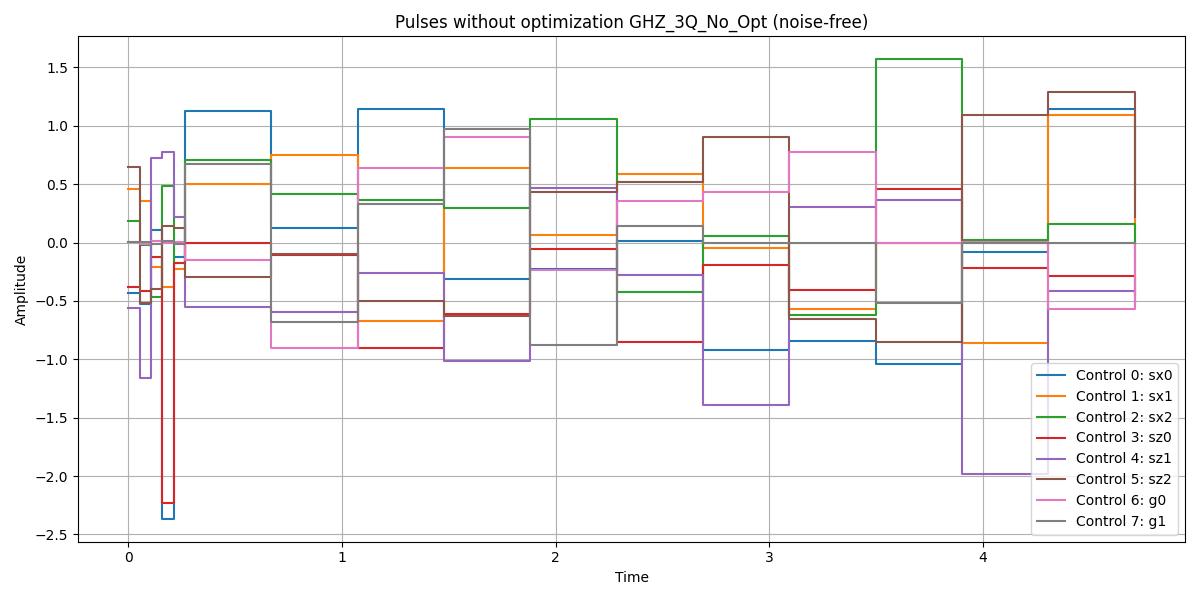 Pulses without optimization GHZ_3Q_No_Opt (noise-free)
1.5
1.0
0.5
0.0
−0.5
−1.0
−1.5
−2.0
−2.5
Amplitude
0
1
2
3
4
Time
Control 0: sx0
Control 1: sx1
Control 2: sx2
Control 3: sz0
Control 4: sz1
Control 5: sz2
Control 6: g0
Control 7: g1